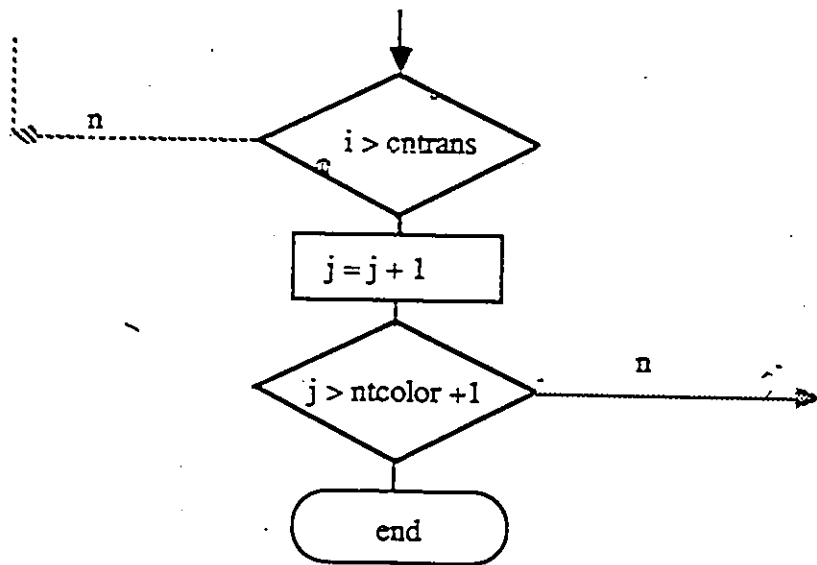 n
i > cntrans
j = j + 1
n
j > ntcolor +1
end